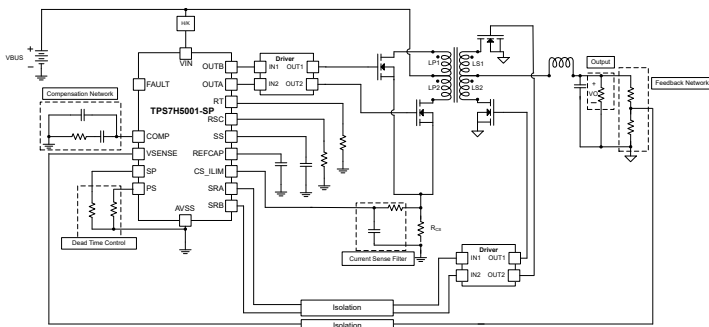 H/K
VBUS
+
−
VIN
OUTB
OUTA
RT
RSC
SS
REFCAP
CS_ILIM
SRA
SRB
FAULT
TPS7H5001-SP
COMP
VSENSE
SP
PS
AVSS
Compensation Network
Dead Time Control
Driver
IN1 OUT1
IN2 OUT2
LP1
LS1
LP2
LS2
Output
+
VO
Feedback Network
Current Sense Filter
RCS
Driver
IN1 OUT1
IN2 OUT2
Isolation
Isolation